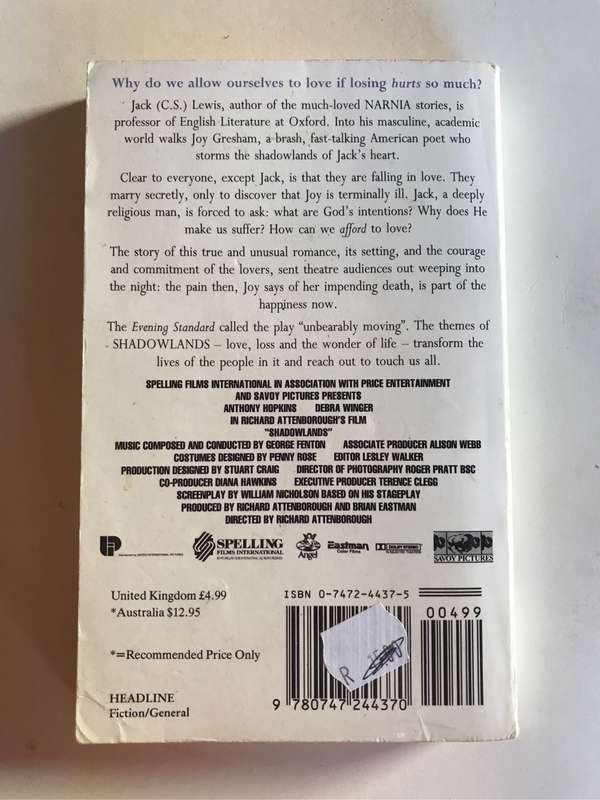 Why do we allow ourselves to love if losing hurts so much?
Jack (C.S.) Lewis, author of the much-loved NARNIA stories, is
professor of English Literature at Oxford. Into his masculine, academic
world walks Joy Gresham, a brash, fast-talking American poet who
storms the shadowlands of Jack's heart.
Clear to everyone, except Jack, is that they are falling in love. They
marry secretly, only to discover that Joy is terminally ill. Jack, a deeply
religious man, is forced to ask: what are God's intentions? Why does He
make us suffer? How can we afford to love?
The story of this true and unusual romance, its setting, and the courage
and commitment of the lovers, sent theatre audiences out weeping into
the night: the pain then, Joy says of her impending death, is part of the
happiness now.
The Evening Standard called the play "unbearably moving". The themes of
SHADOWLANDS – love, loss and the wonder of life – transform the
lives of the people in it and reach out to touch us all.
SPELLING FILMS INTERNATIONAL IN ASSOCIATION WITH PRICE ENTERTAINMENT
AND SAVOY PICTURES PRESENTS
ANTHONY HOPKINS DEBRA WINGER
IN RICHARD ATTENBOROUGH'S FILM
"SHADOWLANDS"
MUSIC COMPOSED AND CONDUCTED BY GEORGE FENTON ASSOCIATE PRODUCER ALISON WEBB
COSTUMES DESIGNED BY PENNY ROSE EDITOR LESLEY WALKER
PRODUCTION DESIGNED BY STUART CRAIG DIRECTOR OF PHOTOGRAPHY ROGER PRATT BSC
CO-PRODUCER DIANA HAWKINS EXECUTIVE PRODUCER TERENCE CLEGG
SCREENPLAY BY WILLIAM NICHOLSON BASED ON HIS STAGEPLAY
PRODUCED BY RICHARD ATTENBOROUGH AND BRIAN EASTMAN
DIRECTED BY RICHARD ATTENBOROUGH
SPELLING
FILMS INTERNATIONAL
Angel
Eastman
Color Films
DOLBY STEREO
SAVOY PICTURES
United Kingdom £4.99
*Australia $12.95
*=Recommended Price Only
HEADLINE
Fiction/General
ISBN 0-7472-4437-5
00499
R
9 780747 244370